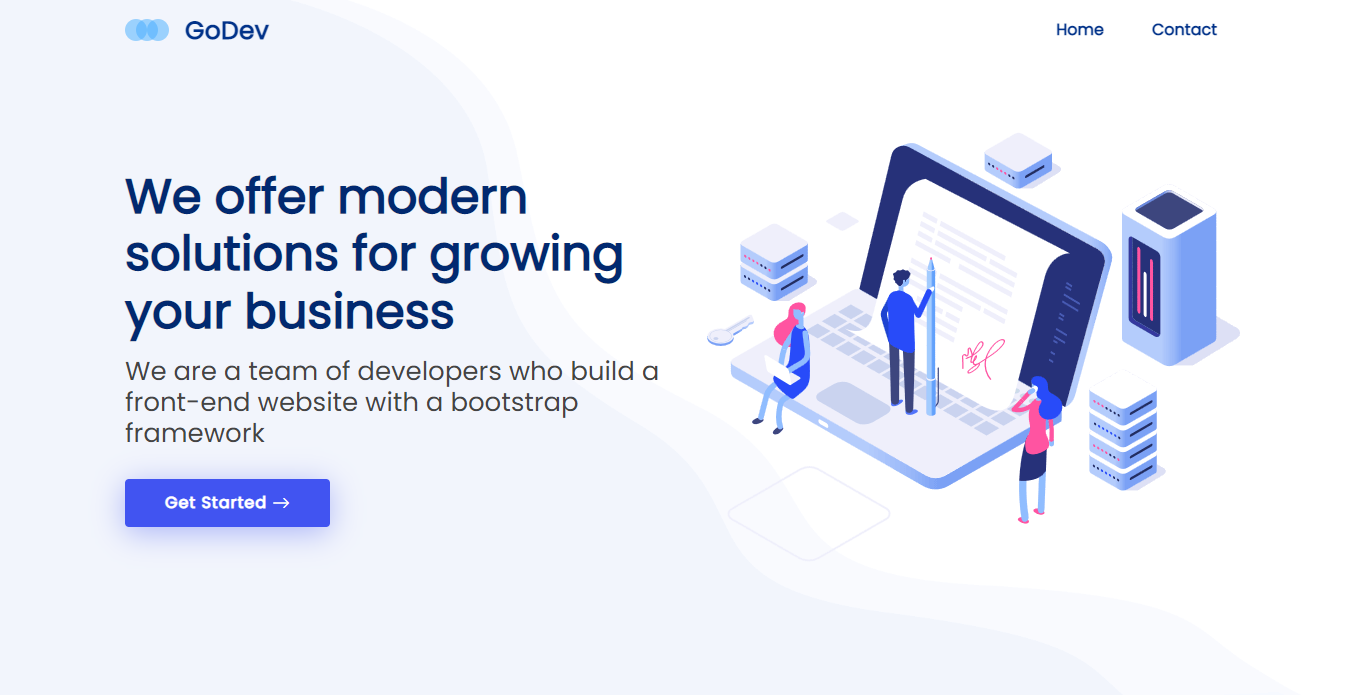 GoDev
Home
Contact
We offer modern
solutions for growing
your business
We are a team of developers who build a
front-end website with a bootstrap
framework
Get Started →